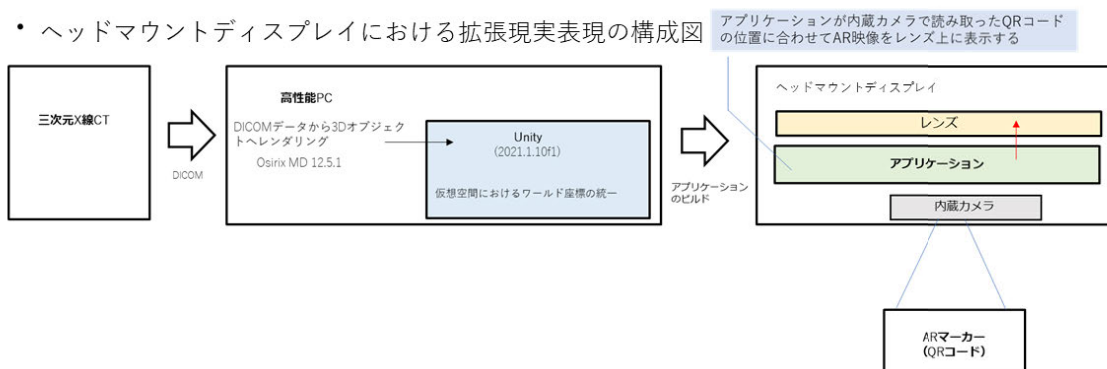 • ヘッドマウントディスプレイにおける拡張現実表現の構成図
アプリケーションが内蔵カメラで読み取ったQRコード
の位置に合わせてAR映像をレンズ上に表示する
三次元X線CT
DICOM
高性能PC
DICOMデータから3Dオブジェク
トへレンダリング
Osirix MD 12.5.1
Unity
(2021.1.10f1)
仮想空間におけるワールド座標の統一
アプリケーション
のビルド
ヘッドマウントディスプレイ
レンズ
アプリケーション
内蔵カメラ
ARマーカー
(QRコード)